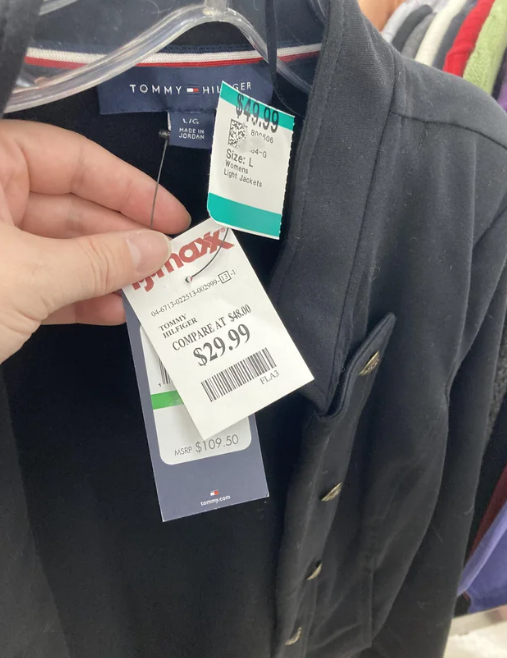 TOMMY HILFIGER
L/G
MADE IN
JORDAN
$49.99
Size: L
Womens
Light Jackets
T.J.maxx
TOMMY
HILFIGER
COMPARE AT $48.00
$29.99
FLA3
MSRP $109.50
tommy.com